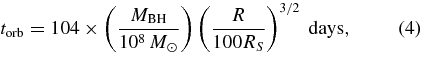 t_orb = 104 × (M_BH / 10^8 M_⊙) (R / 100R_S)^{3/2} days, (4)